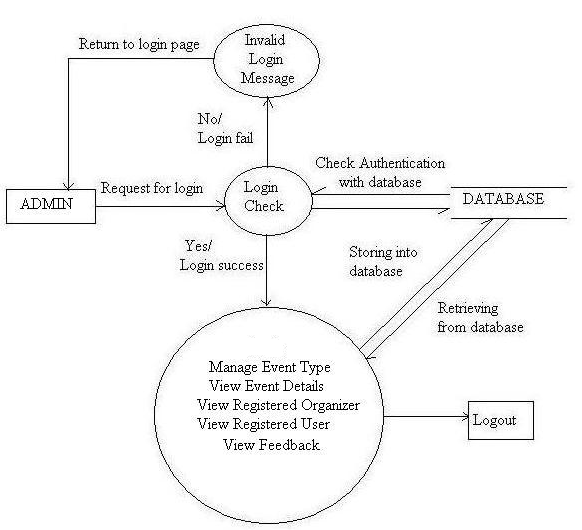 Return to login page
Invalid
Login
Message
No/
Login fail
Check Authentication
with database
ADMIN
Request for login
Login
Check
DATABASE
Yes/
Login success
Storing into
database
Retrieving
from database
Manage Event Type
View Event Details
View Registered Organizer
View Registered User
View Feedback
Logout